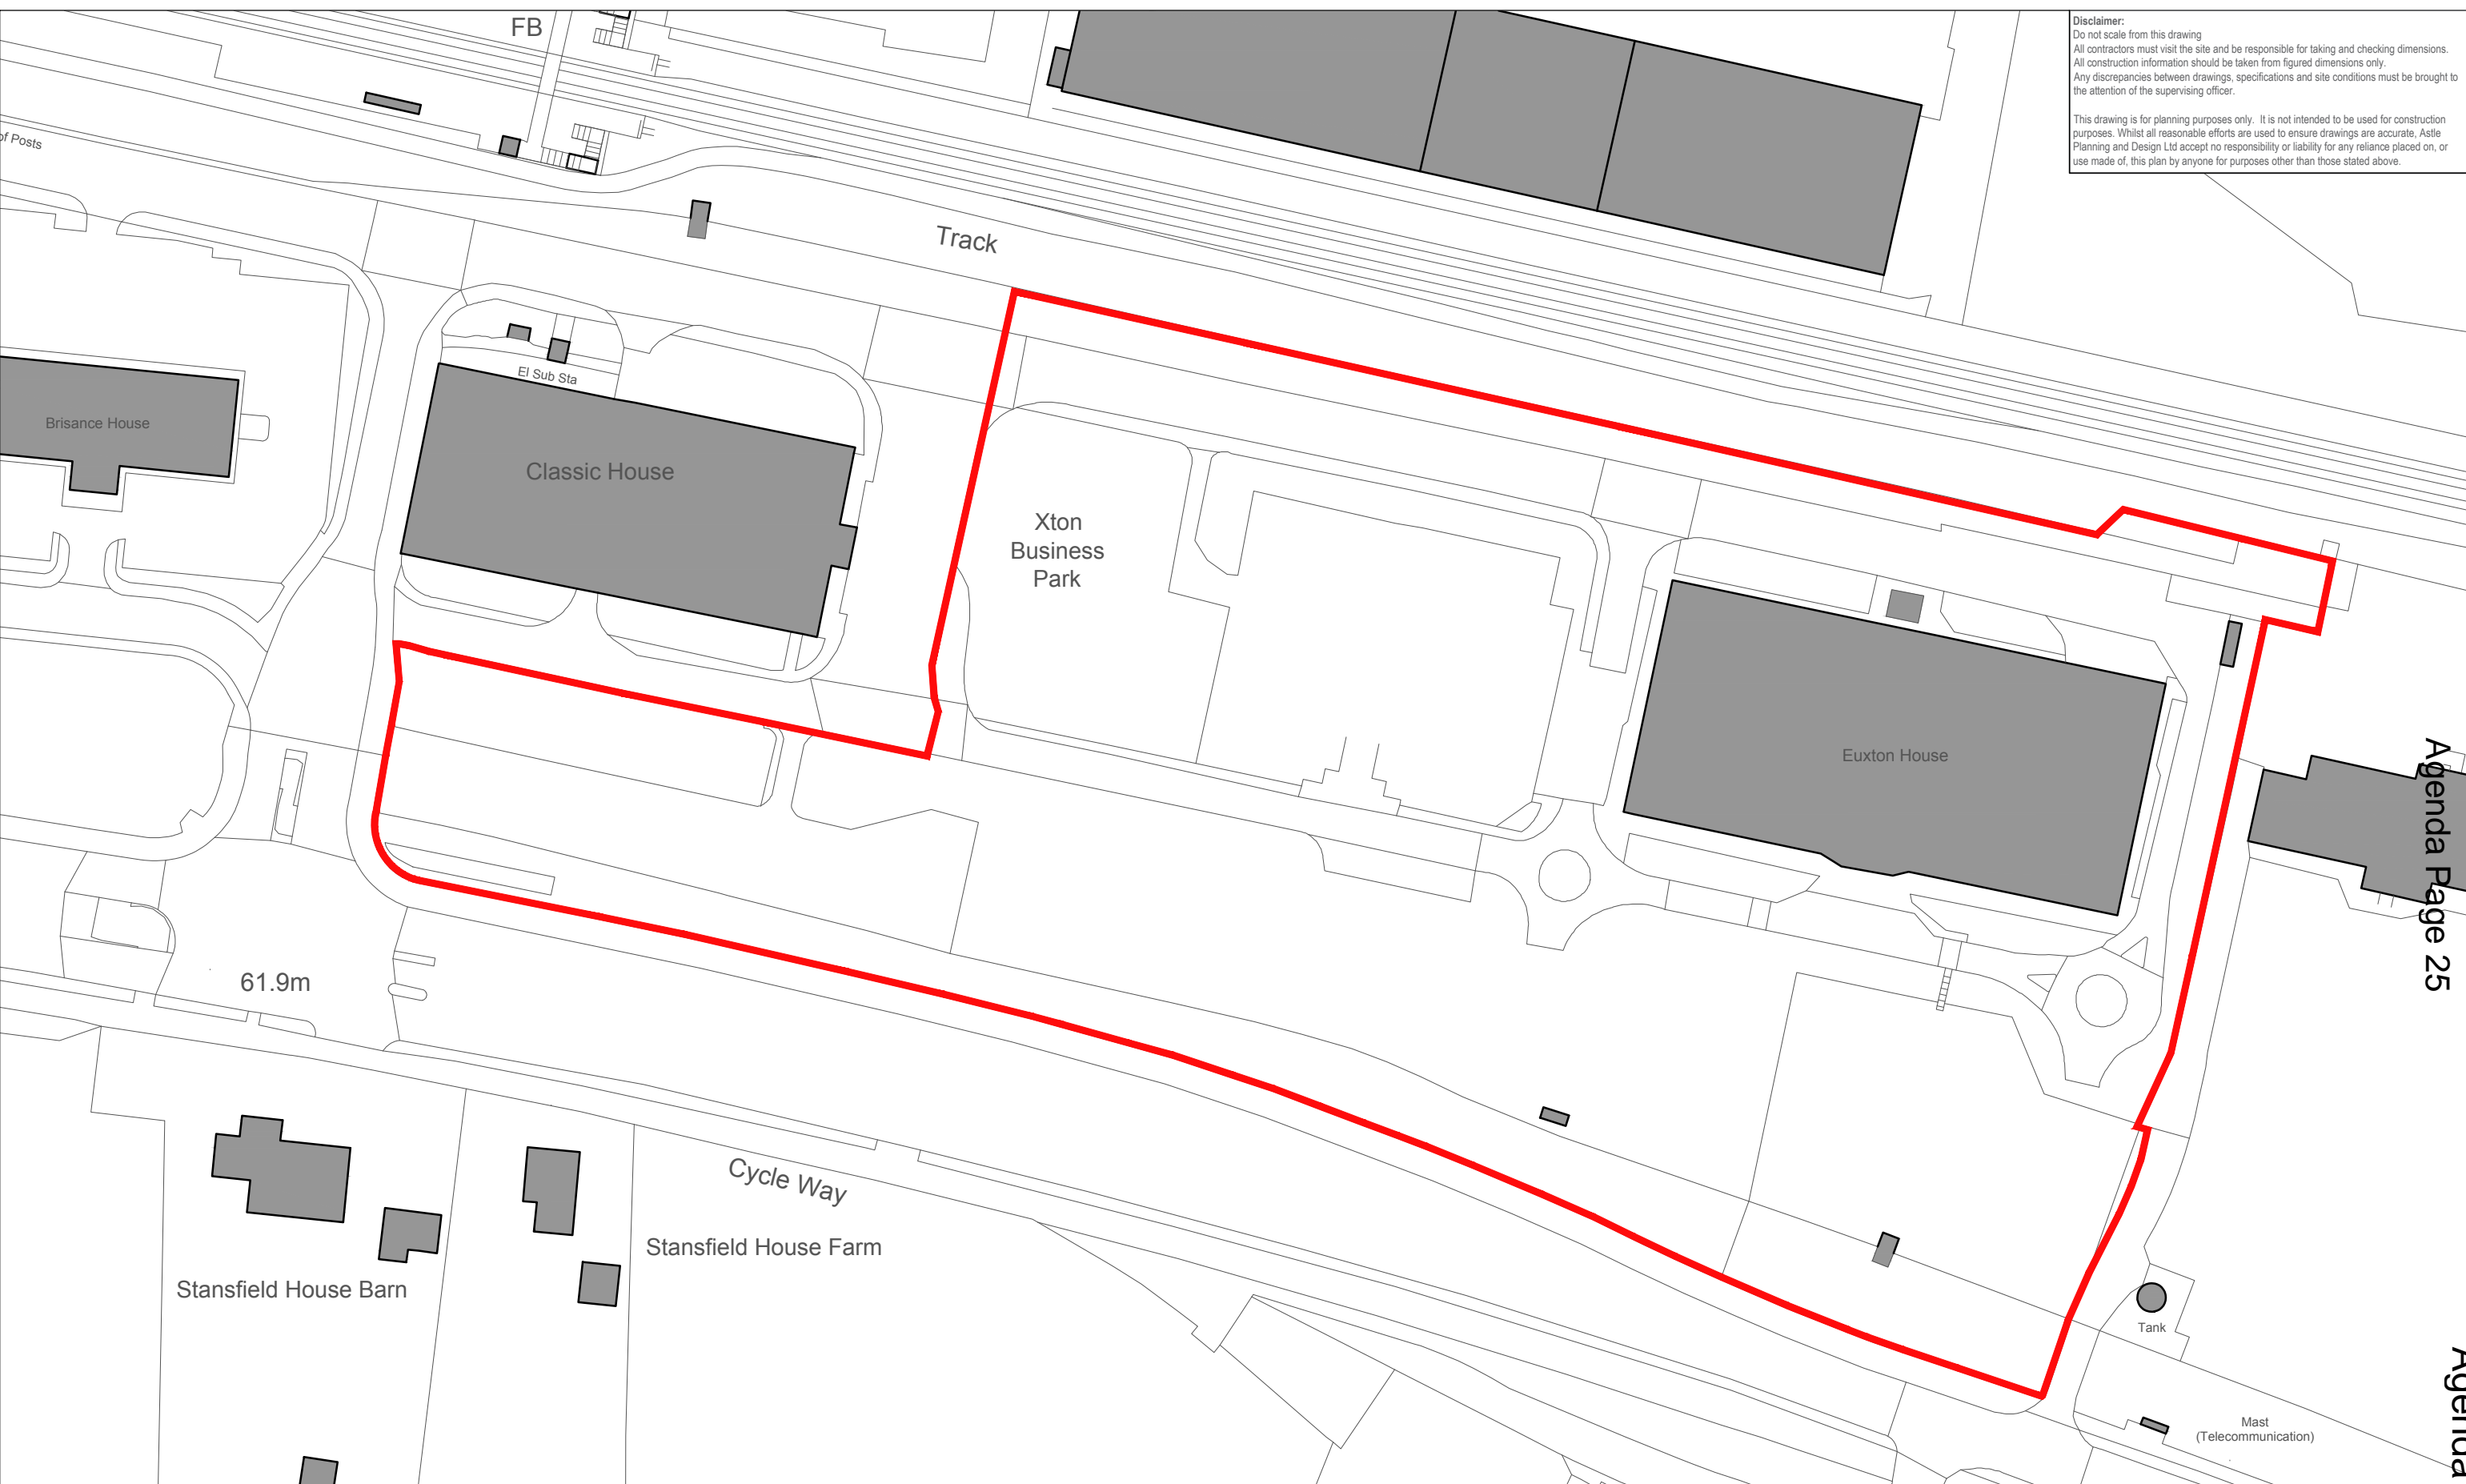 FB
Disclaimer:
Do not scale from this drawing
All contractors must visit the site and be responsible for taking and checking dimensions.
All construction information should be taken from figured dimensions only.
Any discrepancies between drawings, specifications and site conditions must be brought to
the attention of the supervising officer.
This drawing is for planning purposes only. It is not intended to be used for construction
purposes. Whilst all reasonable efforts are used to ensure drawings are accurate, Astle
Planning and Design Ltd accept no responsibility or liability for any reliance placed on, or
use made of, this plan by anyone for purposes other than those stated above.
of Posts
Track
El Sub Sta
Brisance House
Classic House
Xton
Business
Park
Euxton House
Agenda Page 25
61.9m
Cycle Way
Stansfield House Farm
Stansfield House Barn
Tank
Mast
(Telecommunication)
Agenda